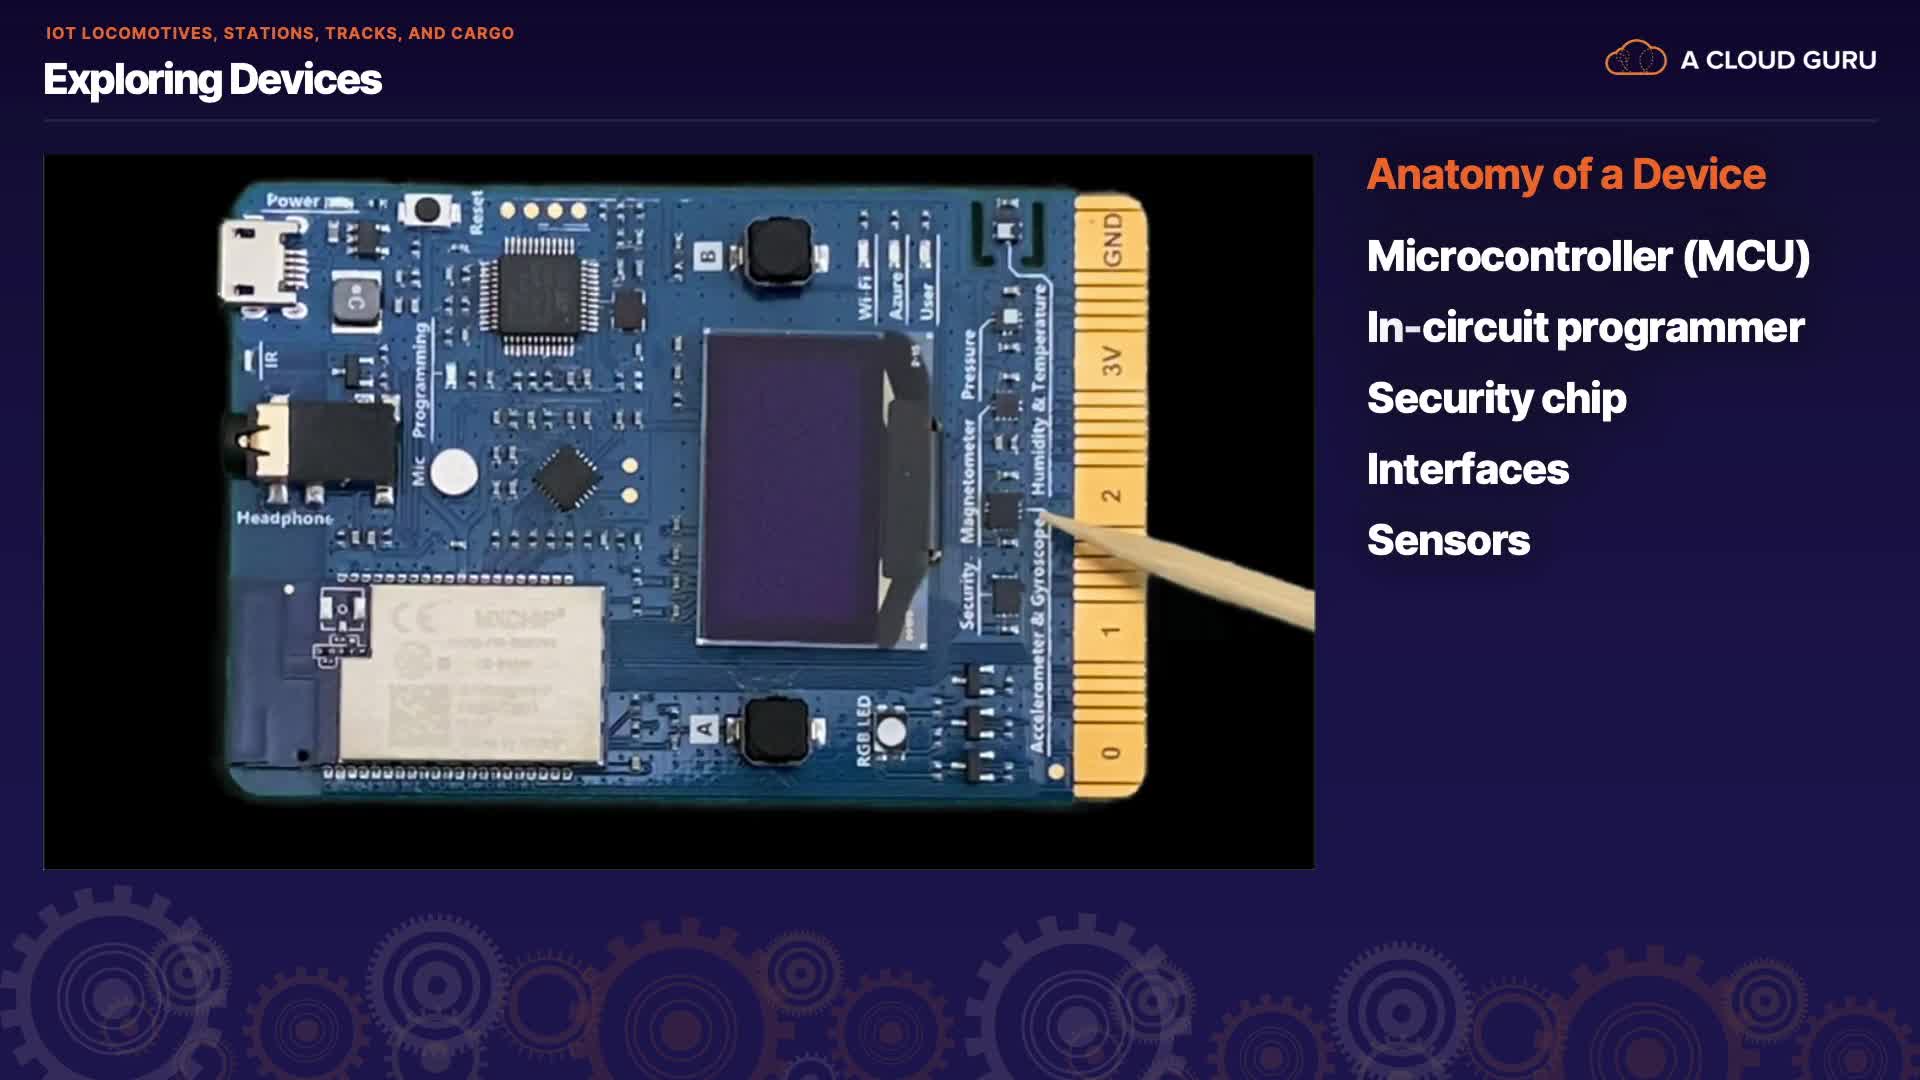 IOT LOCOMOTIVES, STATIONS, TRACKS, AND CARGO
Exploring Devices
A CLOUD GURU
Anatomy of a Device
Microcontroller (MCU)
In-circuit programmer
Security chip
Interfaces
Sensors
Power
Reset
IR
Programming
Mic
Headphone
B
A
Wi-Fi
Azure
User
Pressure
Humidity & Temperature
Magnetometer
Security
Accelerometer & Gyroscope
RGB LED
GND
3V
2
1
0
CE
MXCHIP